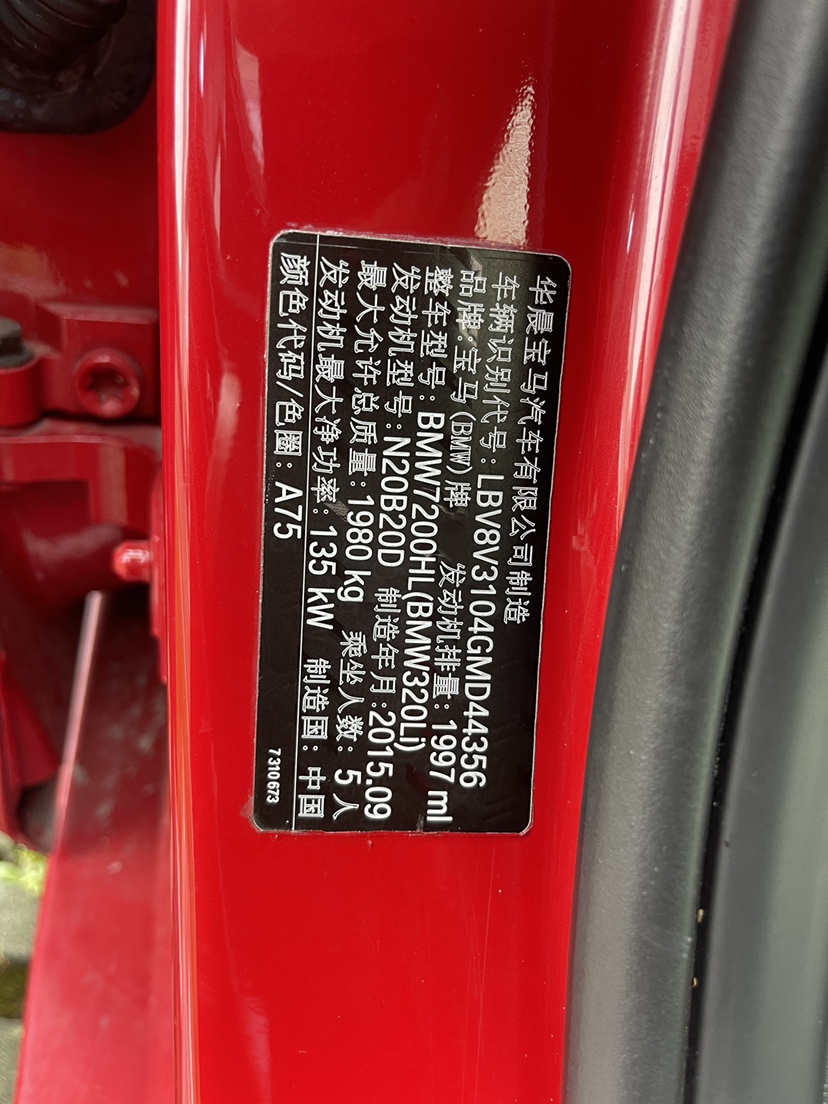 华晨宝马汽车有限公司制造
车辆识别代号: LBV8V3104GMD44356
品牌: 宝马(BMW)牌 发动机排量: 1997 ml
整车型号: BMW7200HL(BMW320Li)
发动机型号: N20B20D 制造年月: 2015.09
最大允许总质量: 1980 kg 乘坐人数: 5 人
发动机最大净功率: 135 kW 制造国: 中国
颜色代码/色圈: A75
7 310 673